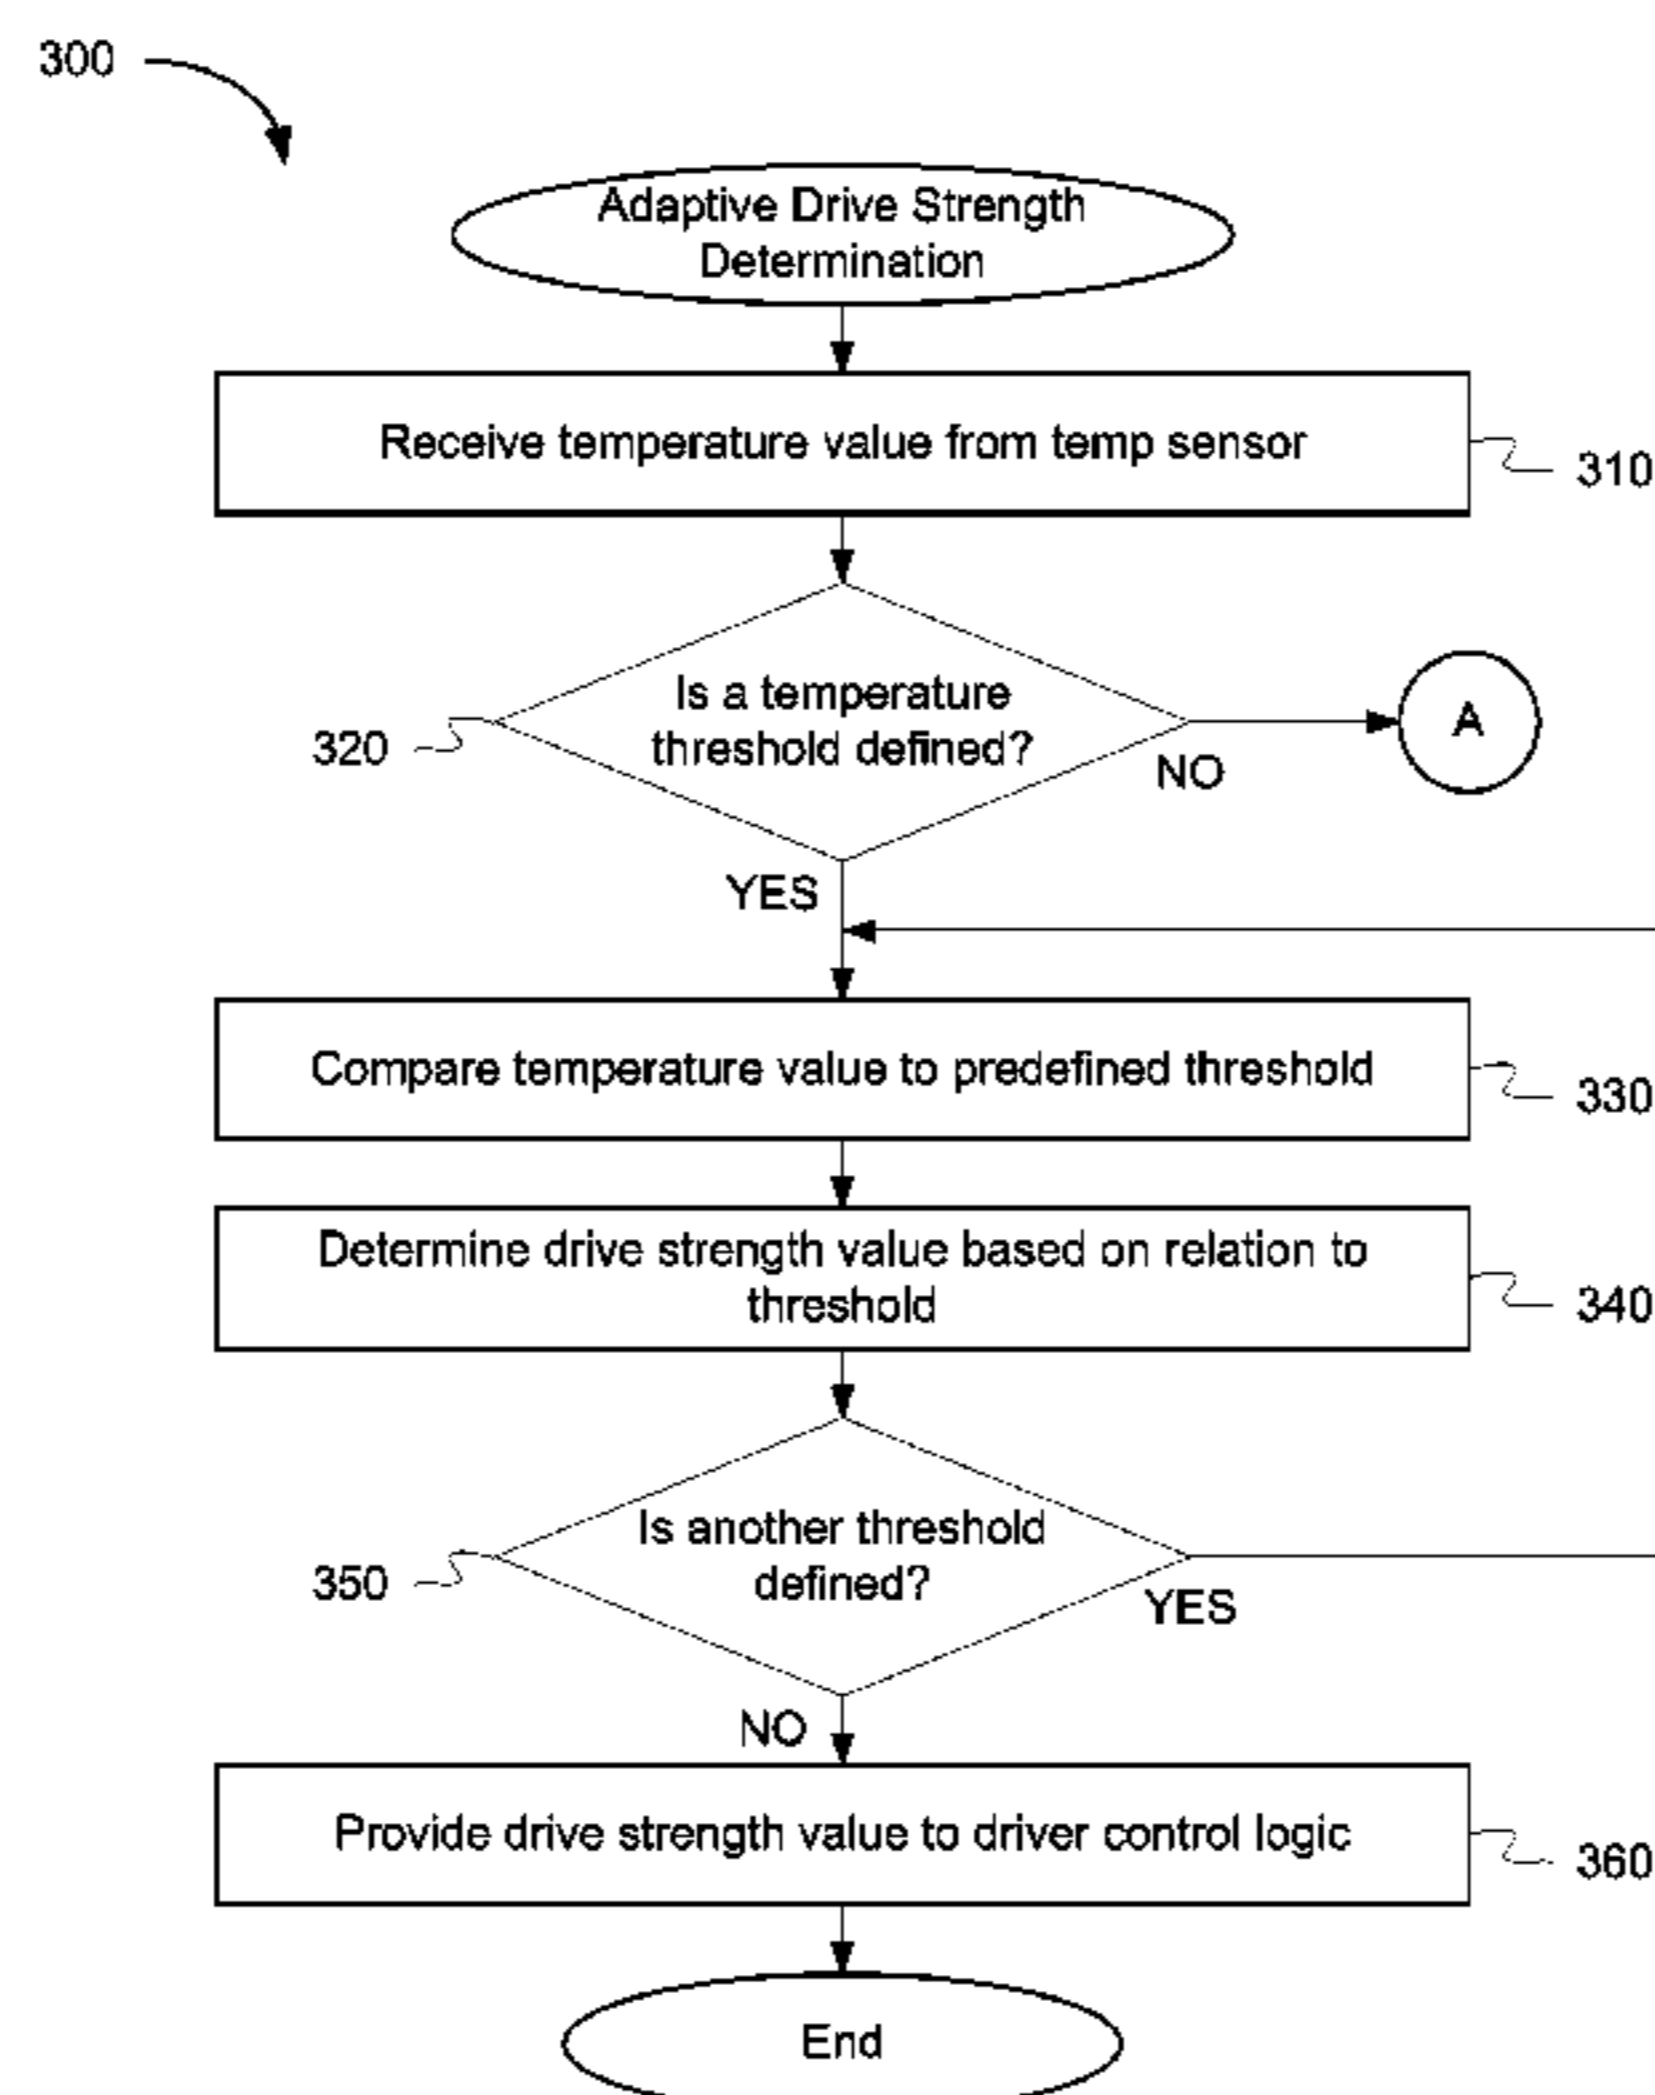 300
Adaptive Drive Strength
Determination
Receive temperature value from temp sensor
310
Is a temperature
threshold defined?
320
NO
A
YES
Compare temperature value to predefined threshold
330
Determine drive strength value based on relation to
threshold
340
Is another threshold
defined?
350
YES
NO
Provide drive strength value to driver control logic
360
End